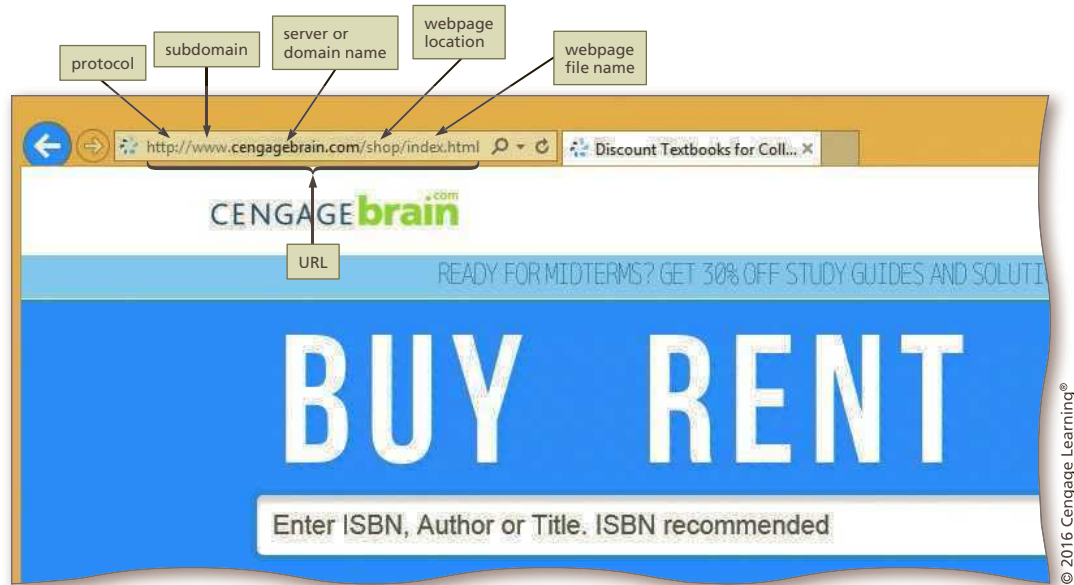 protocol
subdomain
server or
domain name
webpage
location
webpage
file name
http://www.cengagebrain.com/shop/index.html
Discount Textbooks for Coll...
CENGAGEbrain.com
URL
READY FOR MIDTERMS? GET 30% OFF STUDY GUIDES AND SOLUTI
BUY RENT
Enter ISBN, Author or Title. ISBN recommended
© 2016 Cengage Learning®